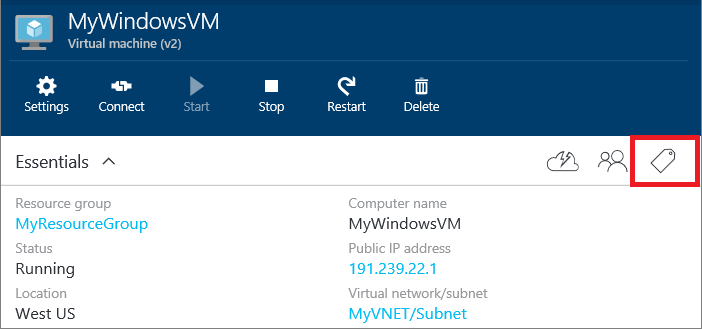 MyWindowsVM
Virtual machine (v2)
Settings Connect Start Stop Restart Delete
Essentials
Resource group Computer name
MyResourceGroup MyWindowsVM
Status Public IP address
Running 191.239.22.1
Location Virtual network/subnet
West US MyVNET/Subnet